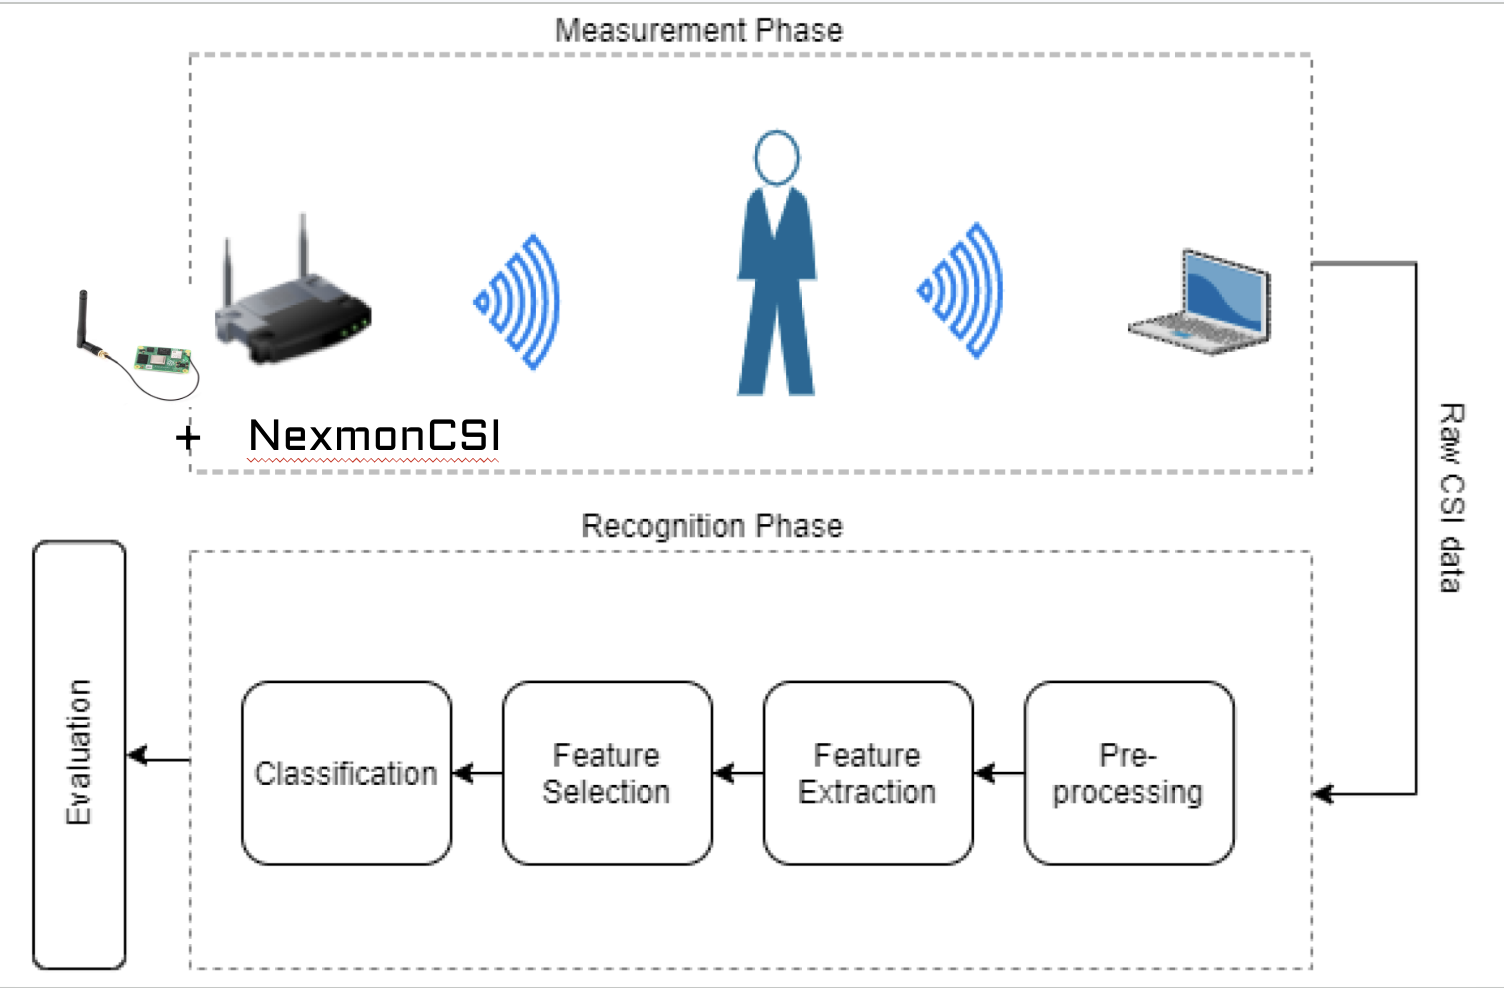 Measurement Phase
+ NexmonCSI
Raw CSI data
Recognition Phase
Evaluation
Classification
Feature
Selection
Feature
Extraction
Pre-
processing